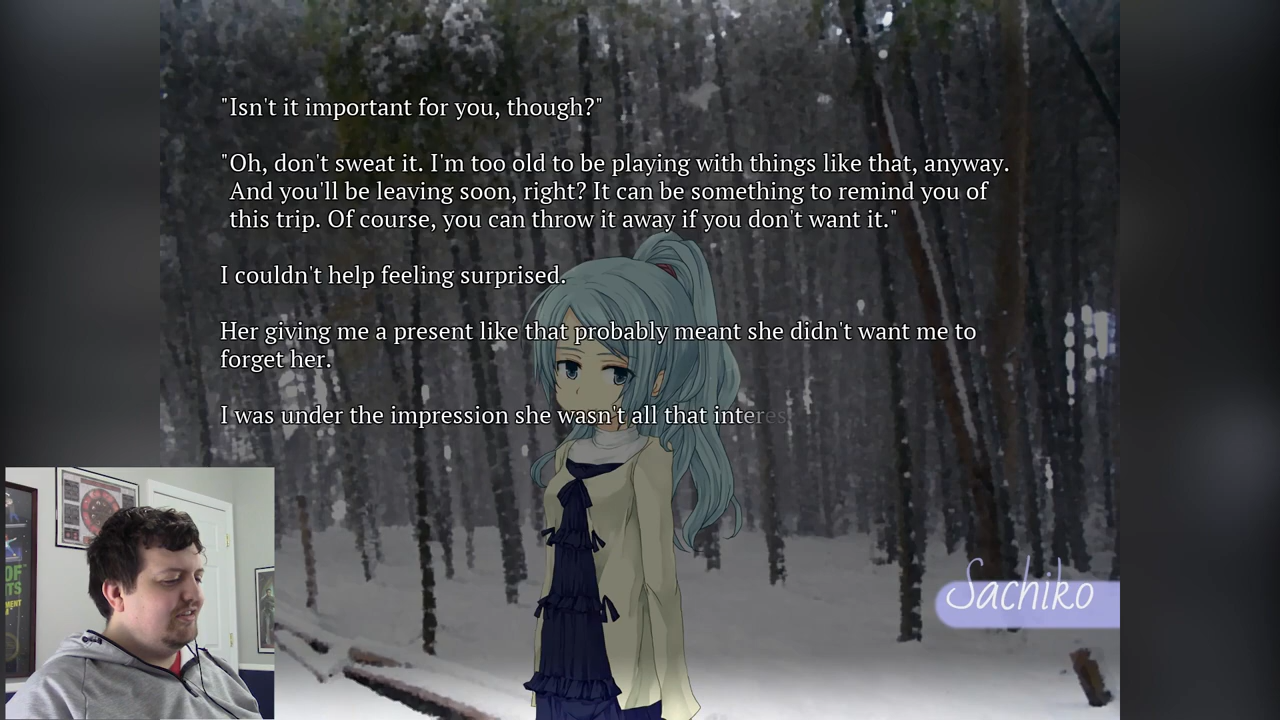 "Isn't it important for you, though?"
"Oh, don't sweat it. I'm too old to be playing with things like that, anyway.
And you'll be leaving soon, right? It can be something to remind you of
this trip. Of course, you can throw it away if you don't want it."
I couldn't help feeling surprised.
Her giving me a present like that probably meant she didn't want me to
forget her.
I was under the impression she wasn't all that interes
Sachiko